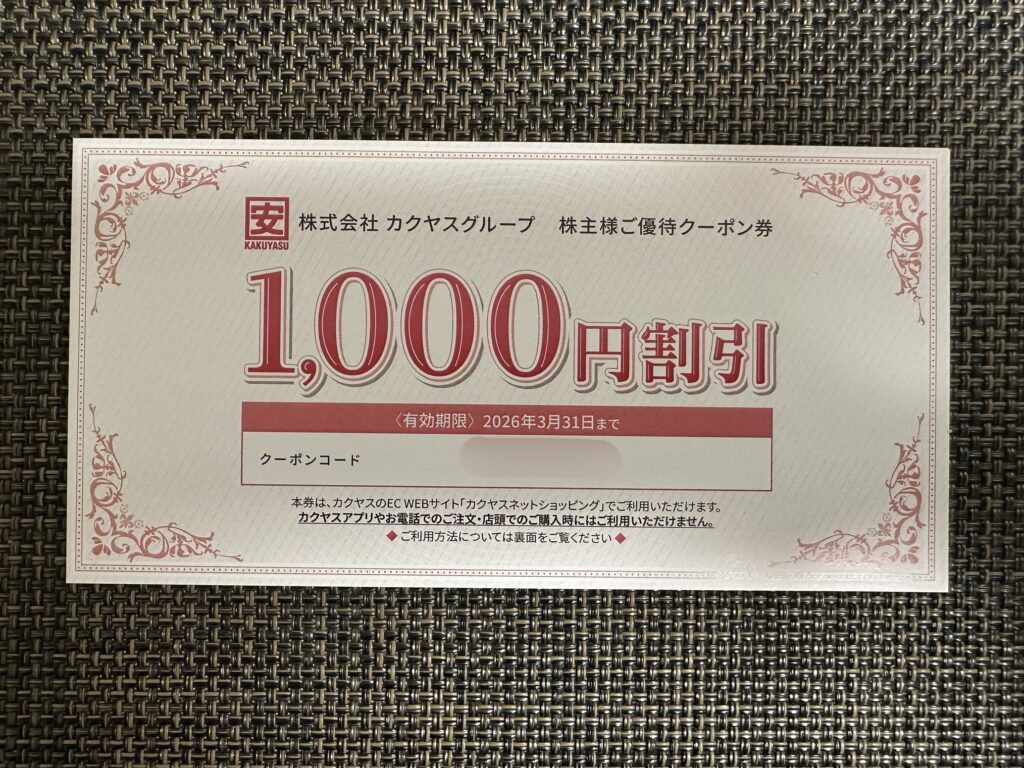 安
KAKUYASU
株式会社 カクヤスグループ 株主様ご優待クーポン券
1,000円割引
〈有効期限〉2026年3月31日まで
クーポンコード
本券は、カクヤスのEC WEBサイト「カクヤスネットショッピング」でご利用いただけます。
カクヤスアプリやお電話でのご注文・店頭でのご購入時にはご利用いただけません。
◆ご利用方法については裏面をご覧ください◆